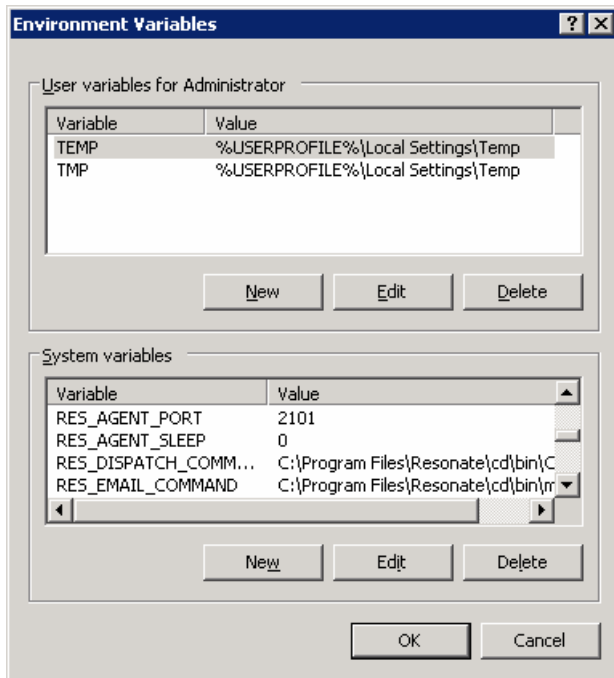 Environment Variables
User variables for Administrator
Variable Value
TEMP %USERPROFILE%\Local Settings\Temp
TMP %USERPROFILE%\Local Settings\Temp
New Edit Delete
System variables
Variable Value
RES_AGENT_PORT 2101
RES_AGENT_SLEEP 0
RES_DISPATCH_COMM... C:\Program Files\Resonate\cd\bin\C
RES_EMAIL_COMMAND C:\Program Files\Resonate\cd\bin\m
New Edit Delete
OK Cancel